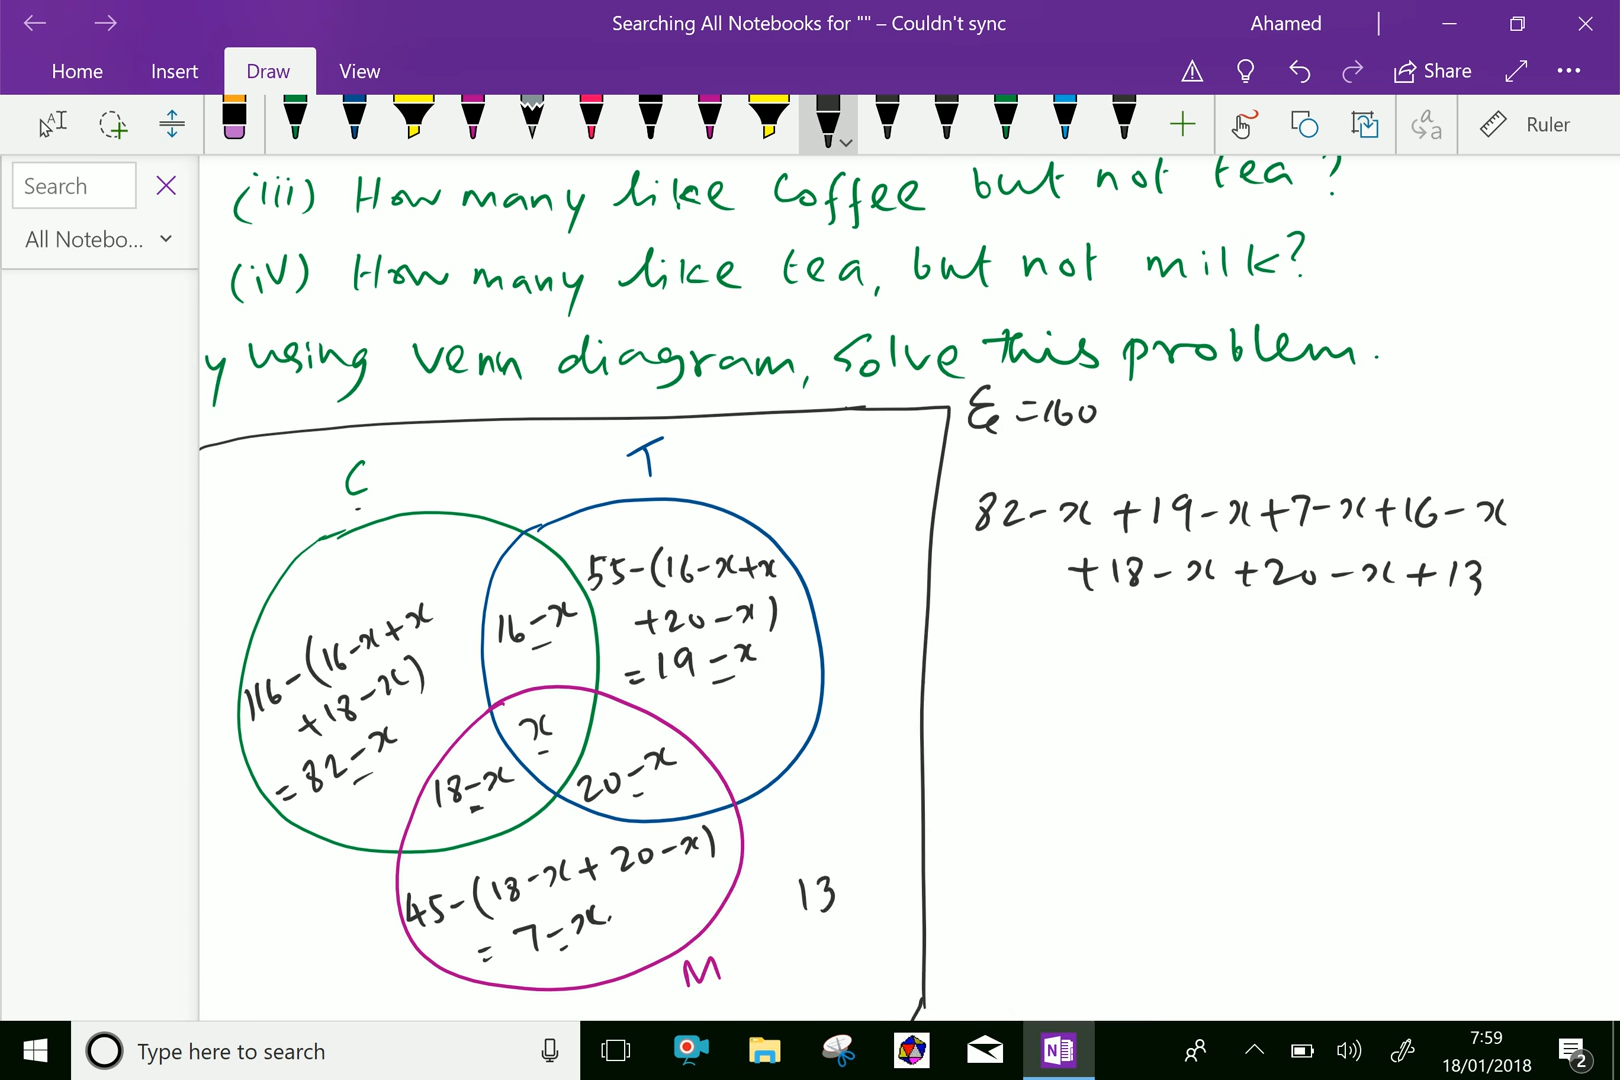 Searching All Notebooks for "" – Couldn't sync
Ahamed
Home Insert Draw View
Share
Ruler
Search
All Notebo...
(iii) How many like Coffee but not tea?
(iv) How many like tea, but not milk?
y using venn diagram, Solve this problem.
ξ = 160
C
T
82-x+19-x+7-x+16-x
+18-x+20-x+13
55-(16-x+x
+20-x)
= 19-x
16-x
116-(16-x+x
+18-x)
= 82-x
x
18-x
20-x
45-(18-x+20-x)
= 7-x
13
M
Type here to search
7:59
18/01/2018
2